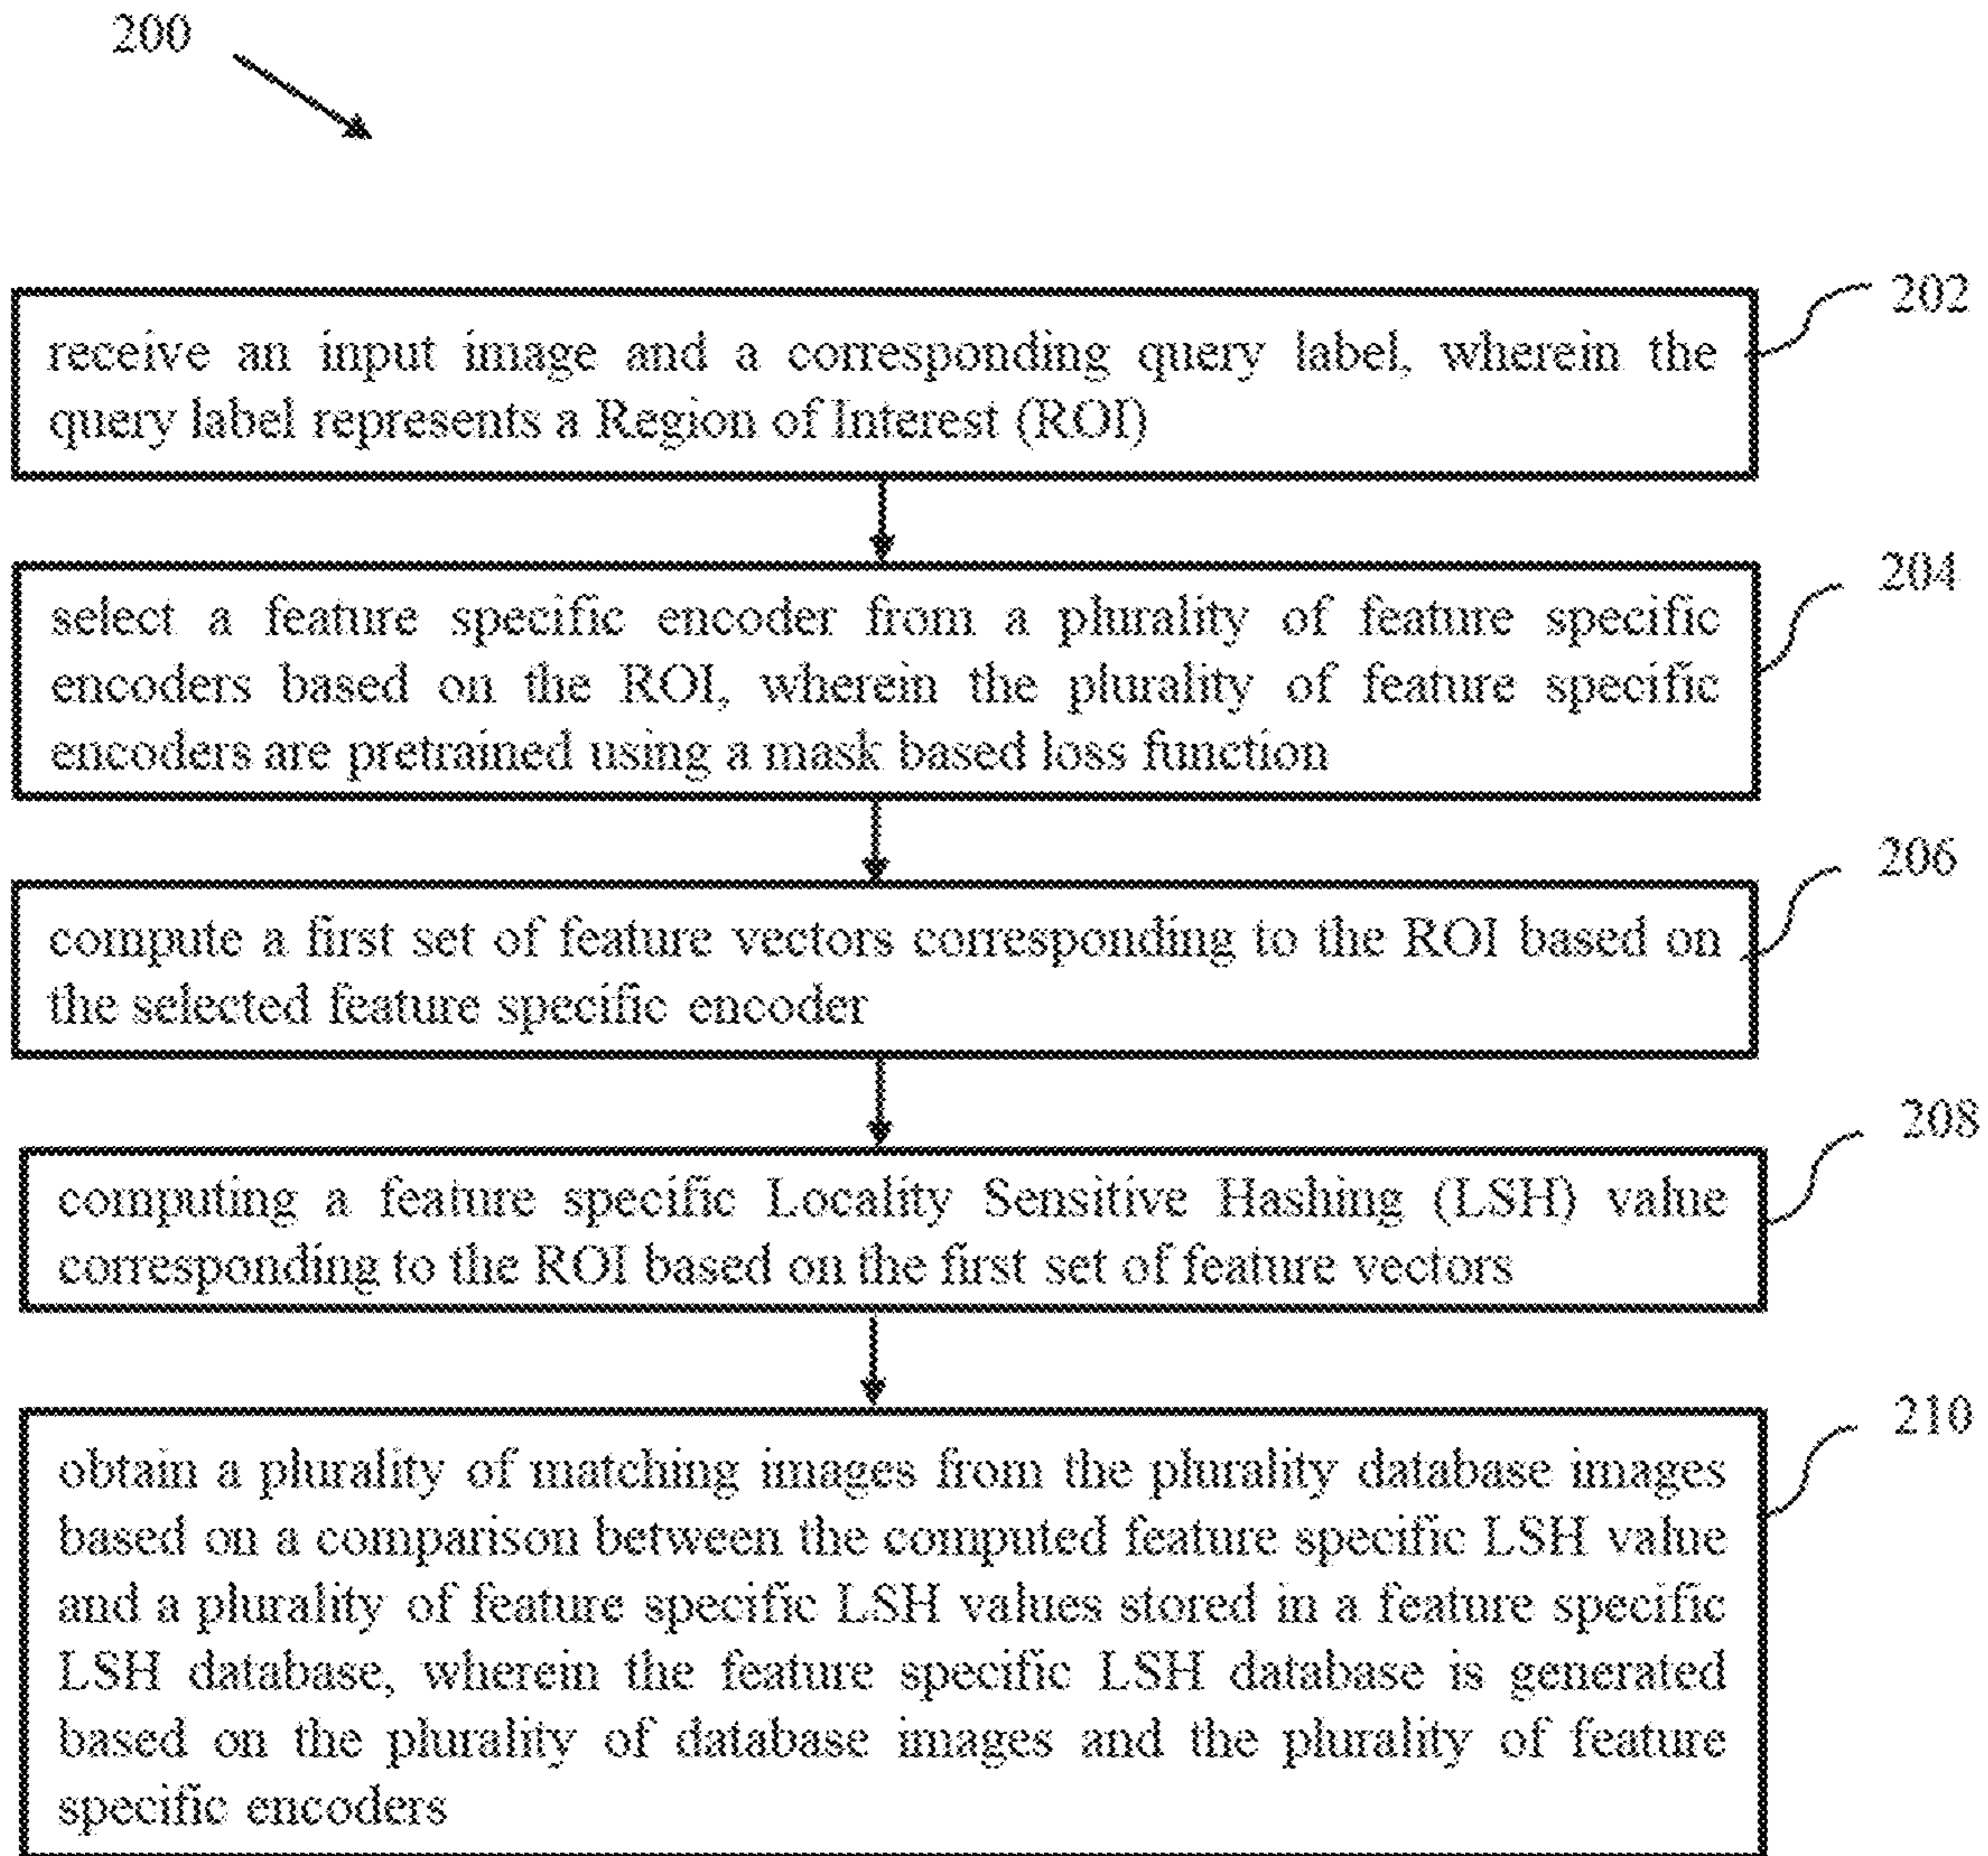 200
202
receive an input image and a corresponding query label, wherein the
query label represents a Region of Interest (ROI)
204
select a feature specific encoder from a plurality of feature specific
encoders based on the ROI, wherein the plurality of feature specific
encoders are pretrained using a mask based loss function
206
compute a first set of feature vectors corresponding to the ROI based on
the selected feature specific encoder
208
computing a feature specific Locality Sensitive Hashing (LSH) value
corresponding to the ROI based on the first set of feature vectors
210
obtain a plurality of matching images from the plurality database images
based on a comparison between the computed feature specific LSH value
and a plurality of feature specific LSH values stored in a feature specific
LSH database, wherein the feature specific LSH database is generated
based on the plurality of database images and the plurality of feature
specific encoders